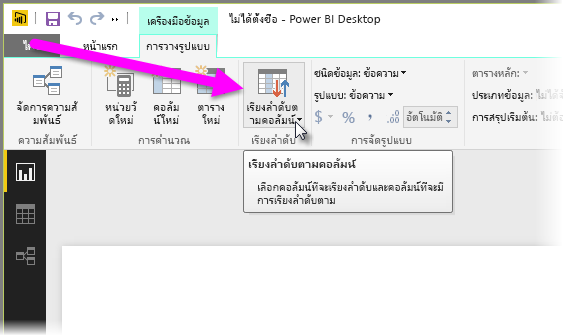 เครื่องมือข้อมูล
ไม่ได้ตั้งชื่อ - Power BI Desktop
หน้าแรก
การวางรูปแบบ
จัดการความสัมพันธ์
ความสัมพันธ์
หน่วยวัดใหม่
คอลัมน์ใหม่
ตารางใหม่
การคำนวณ
เรียงลำดับตามคอลัมน์
เรียงลำดับ
ชนิดข้อมูล: ข้อความ
รูปแบบ: ข้อความ
$ % , .00 อัตโนมัติ
การจัดรูปแบบ
ตารางหลัก:
ประเภทข้อมูล: ไม่ได้
การสรุปเริ่มต้น: ไม่ต้อ
เรียงลำดับตามคอลัมน์
เลือกคอลัมน์ที่จะเรียงลำดับและคอลัมน์ที่จะมี
การเรียงลำดับตาม